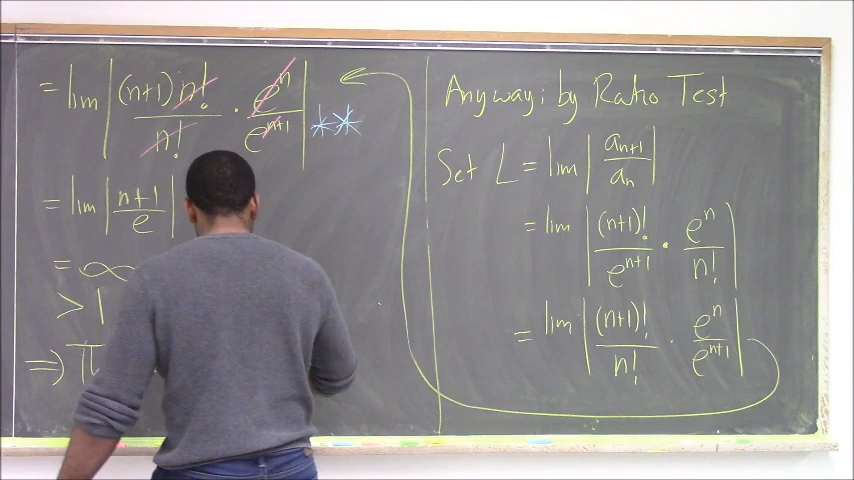 Anyway: by Ratio Test
Set L = lim |a_{n+1}/a_n|
= lim |(n+1)!/e^{n+1} · e^n/n!|
= lim |(n+1)!/n! · e^n/e^{n+1}|
= lim |(n+1)n!/n! · e^n/e^{n+1}| **
= lim |n+1/e|
= ∞
> 1
⇒